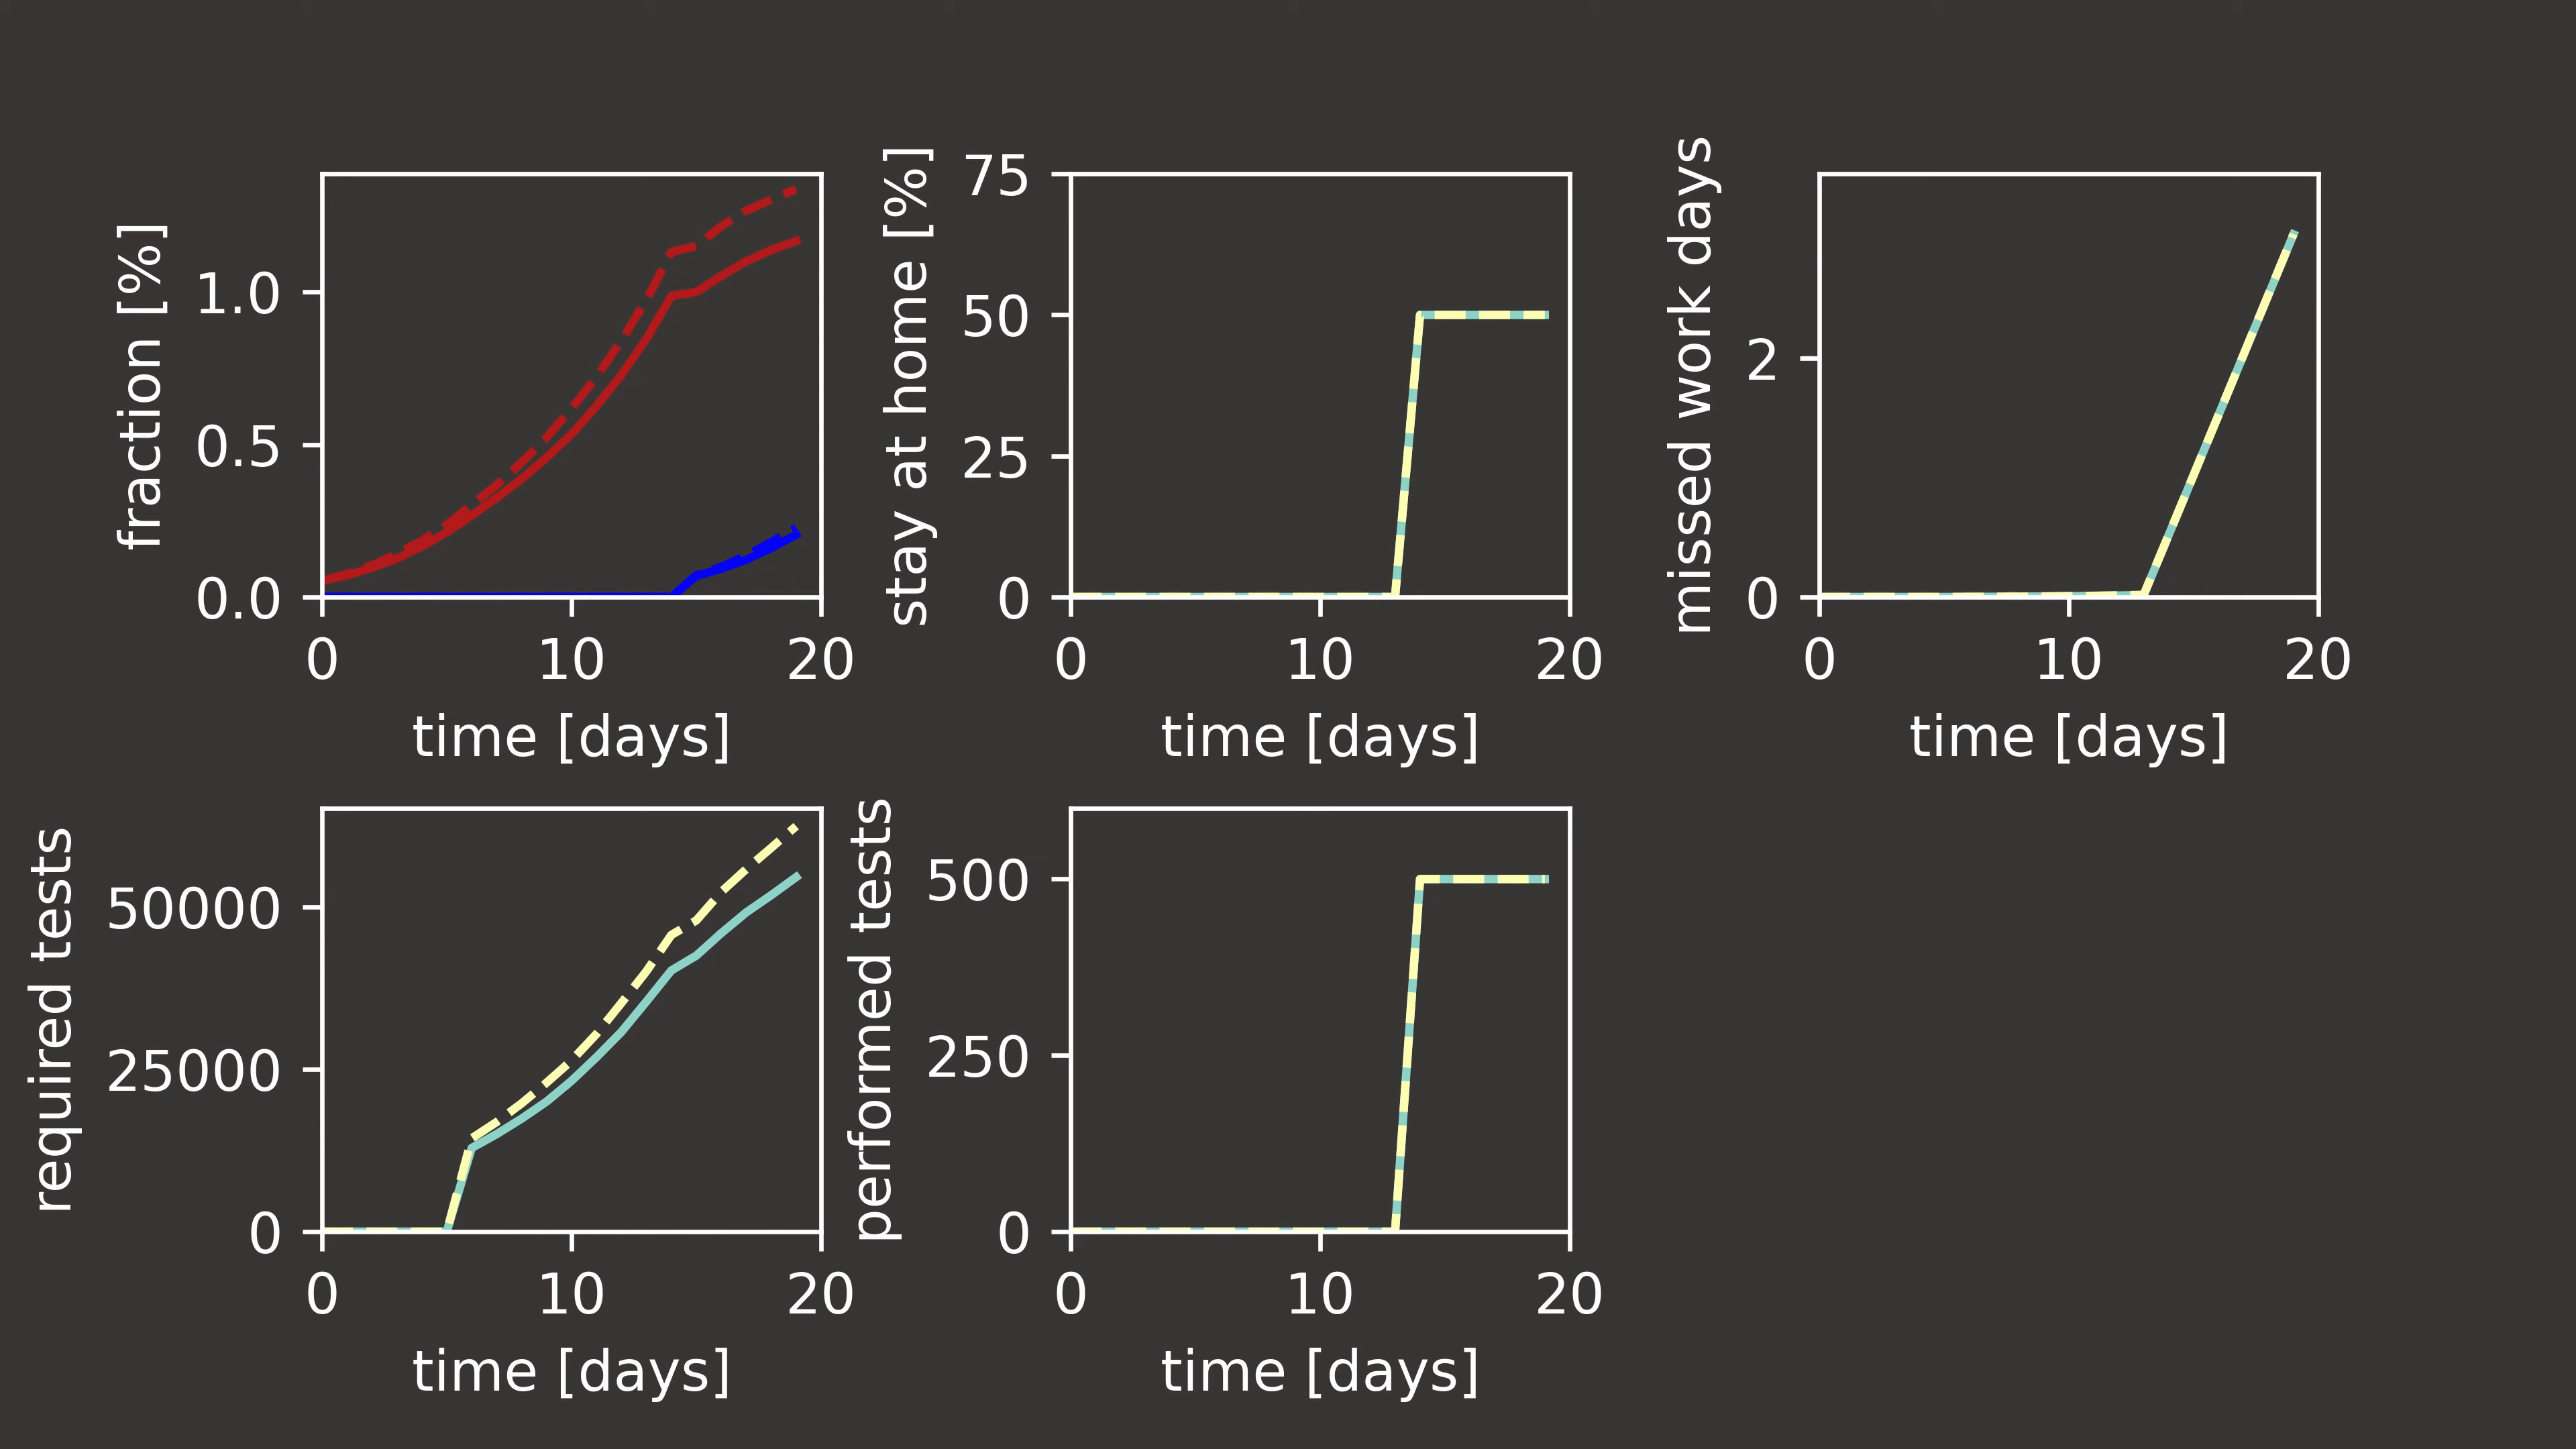 fraction [%]
1.0
0.5
0.0
0 10 20
time [days]
stay at home [%]
75
50
25
0
0 10 20
time [days]
missed work days
2
0
0 10 20
time [days]
required tests
50000
25000
0
0 10 20
time [days]
performed tests
500
250
0
0 10 20
time [days]